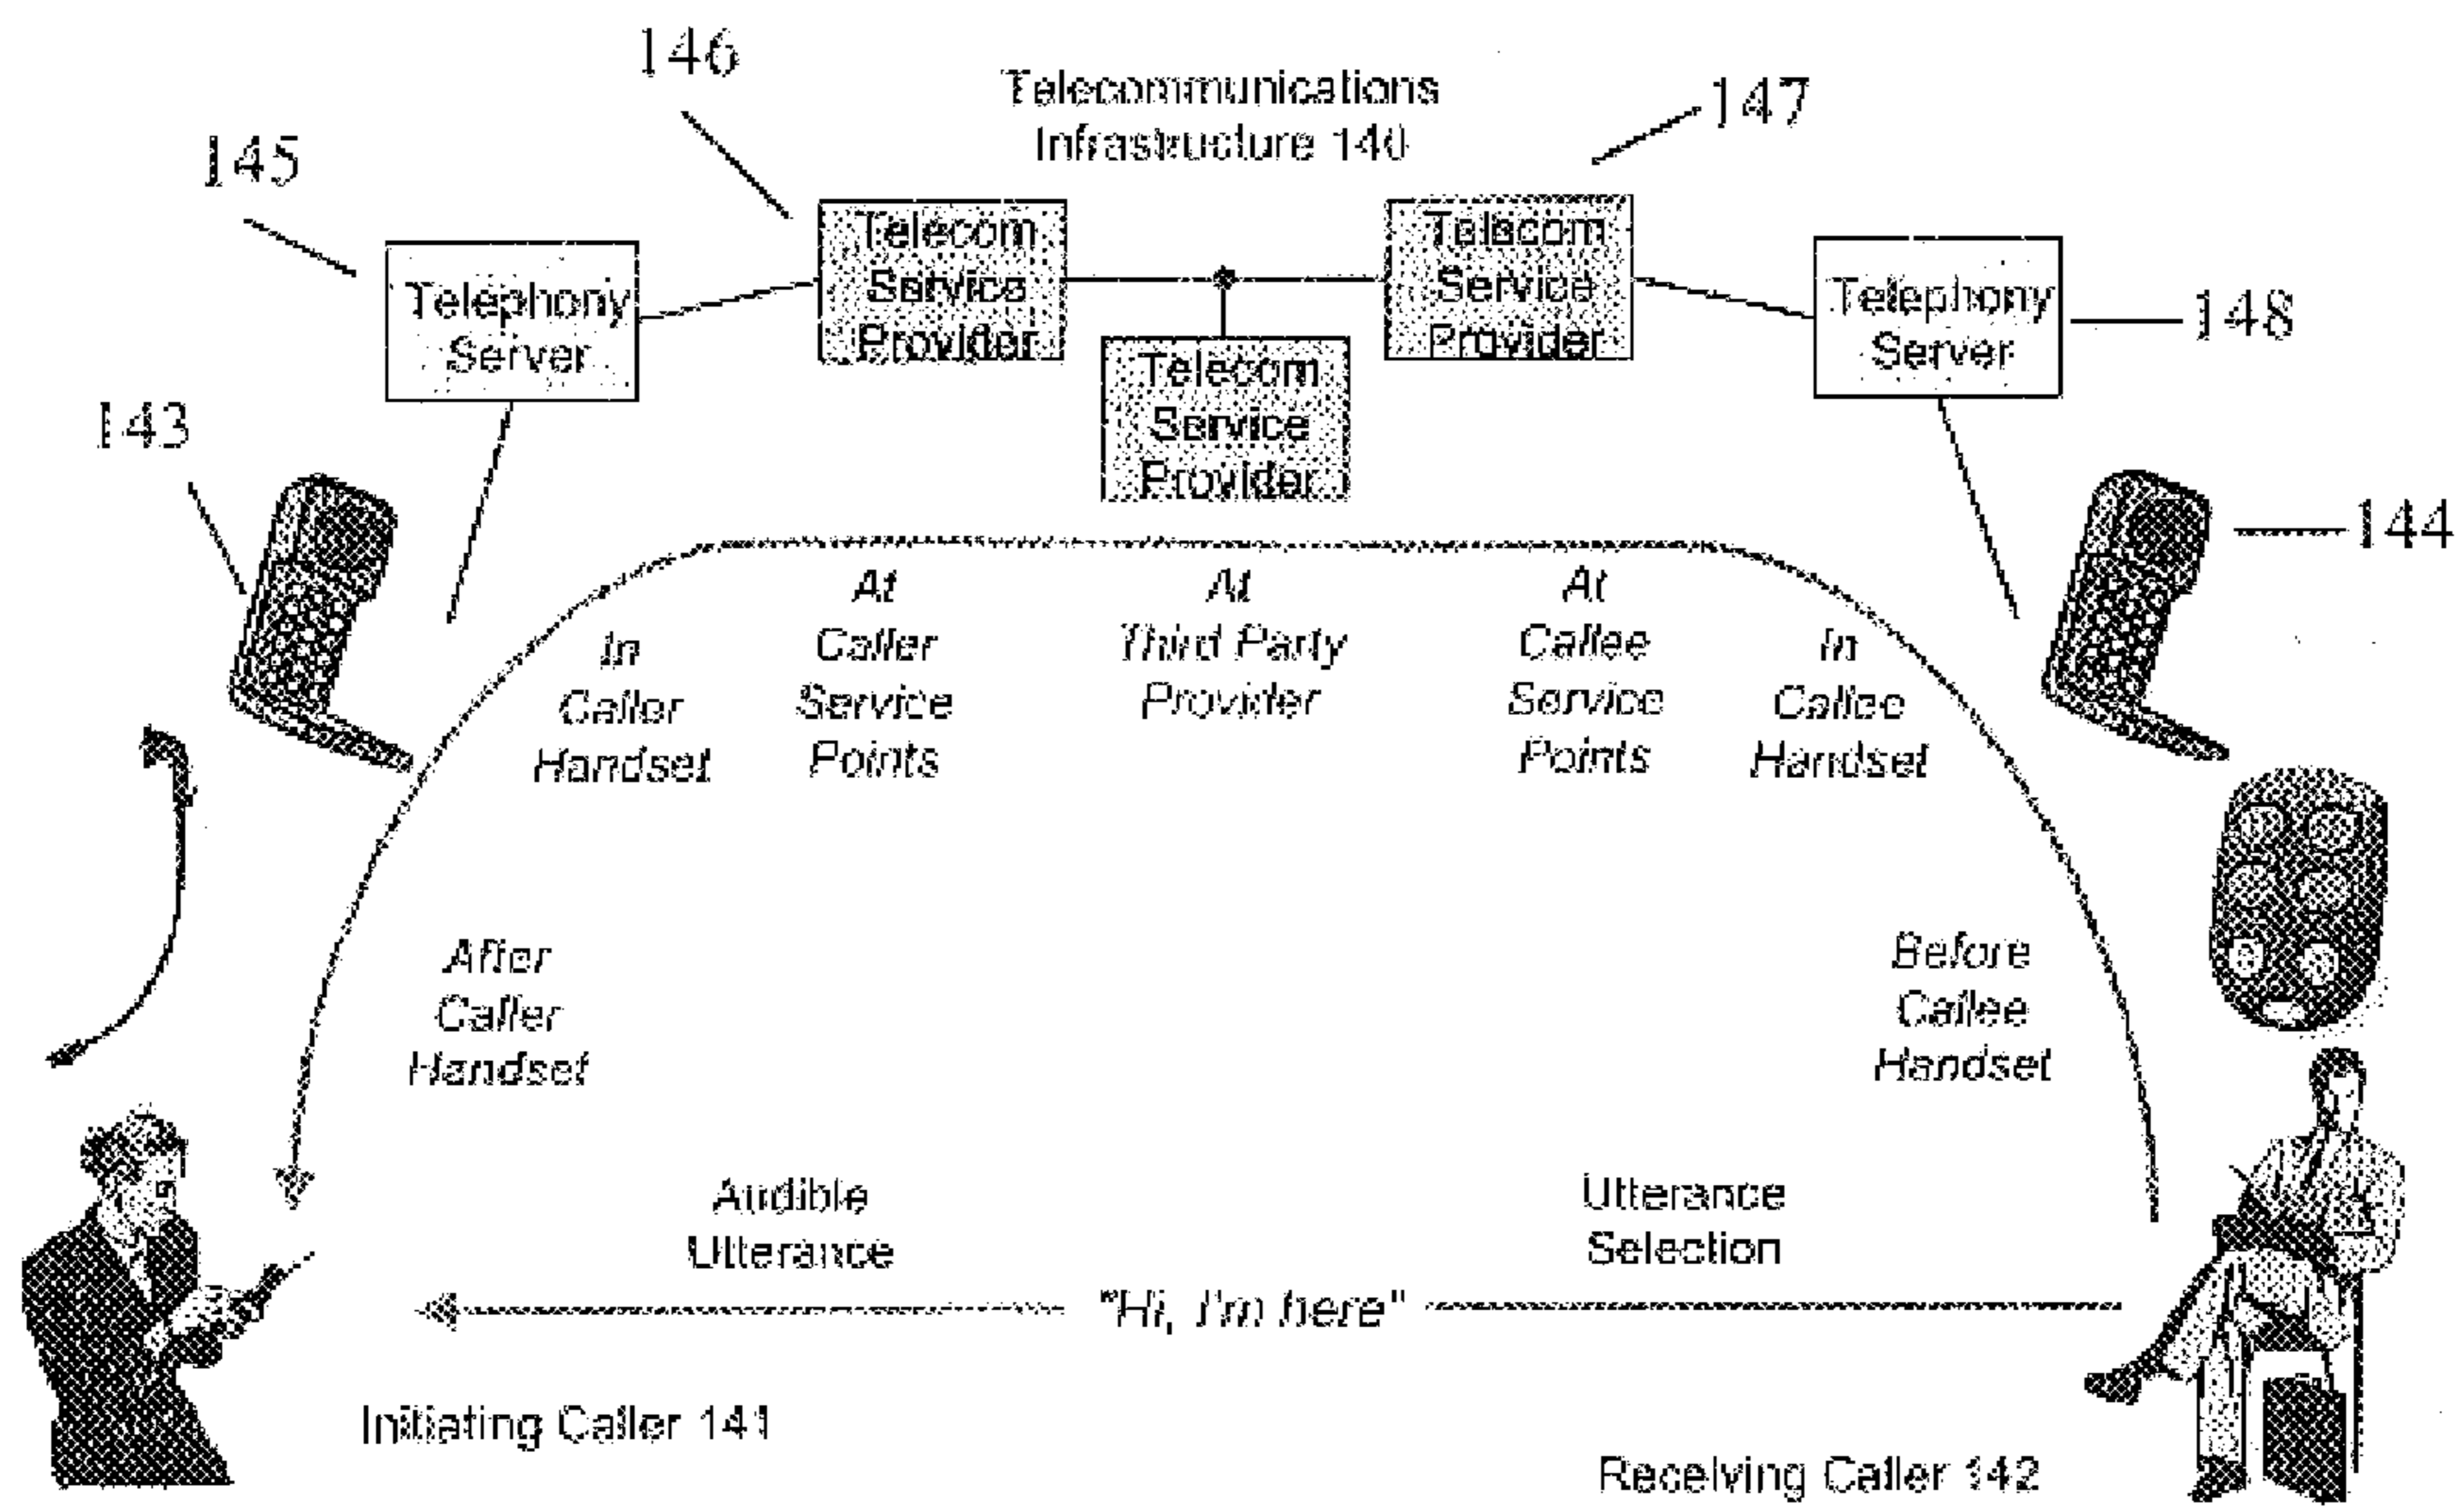 146
Telecommunications
Infrastructure 140
147
145
Telecom
Service
Provider
Telecom
Service
Provider
Telephony
Server
Telephony
Server
148
Telecom
Service
Provider
143
144
In
Caller
Handset
At
Caller
Service
Points
At
Third Party
Provider
At
Callee
Service
Points
In
Callee
Handset
After
Caller
Handset
Before
Callee
Handset
Audible
Utterance
Utterance
Selection
"Hi, I'm here"
Initiating Caller 141
Receiving Caller 142